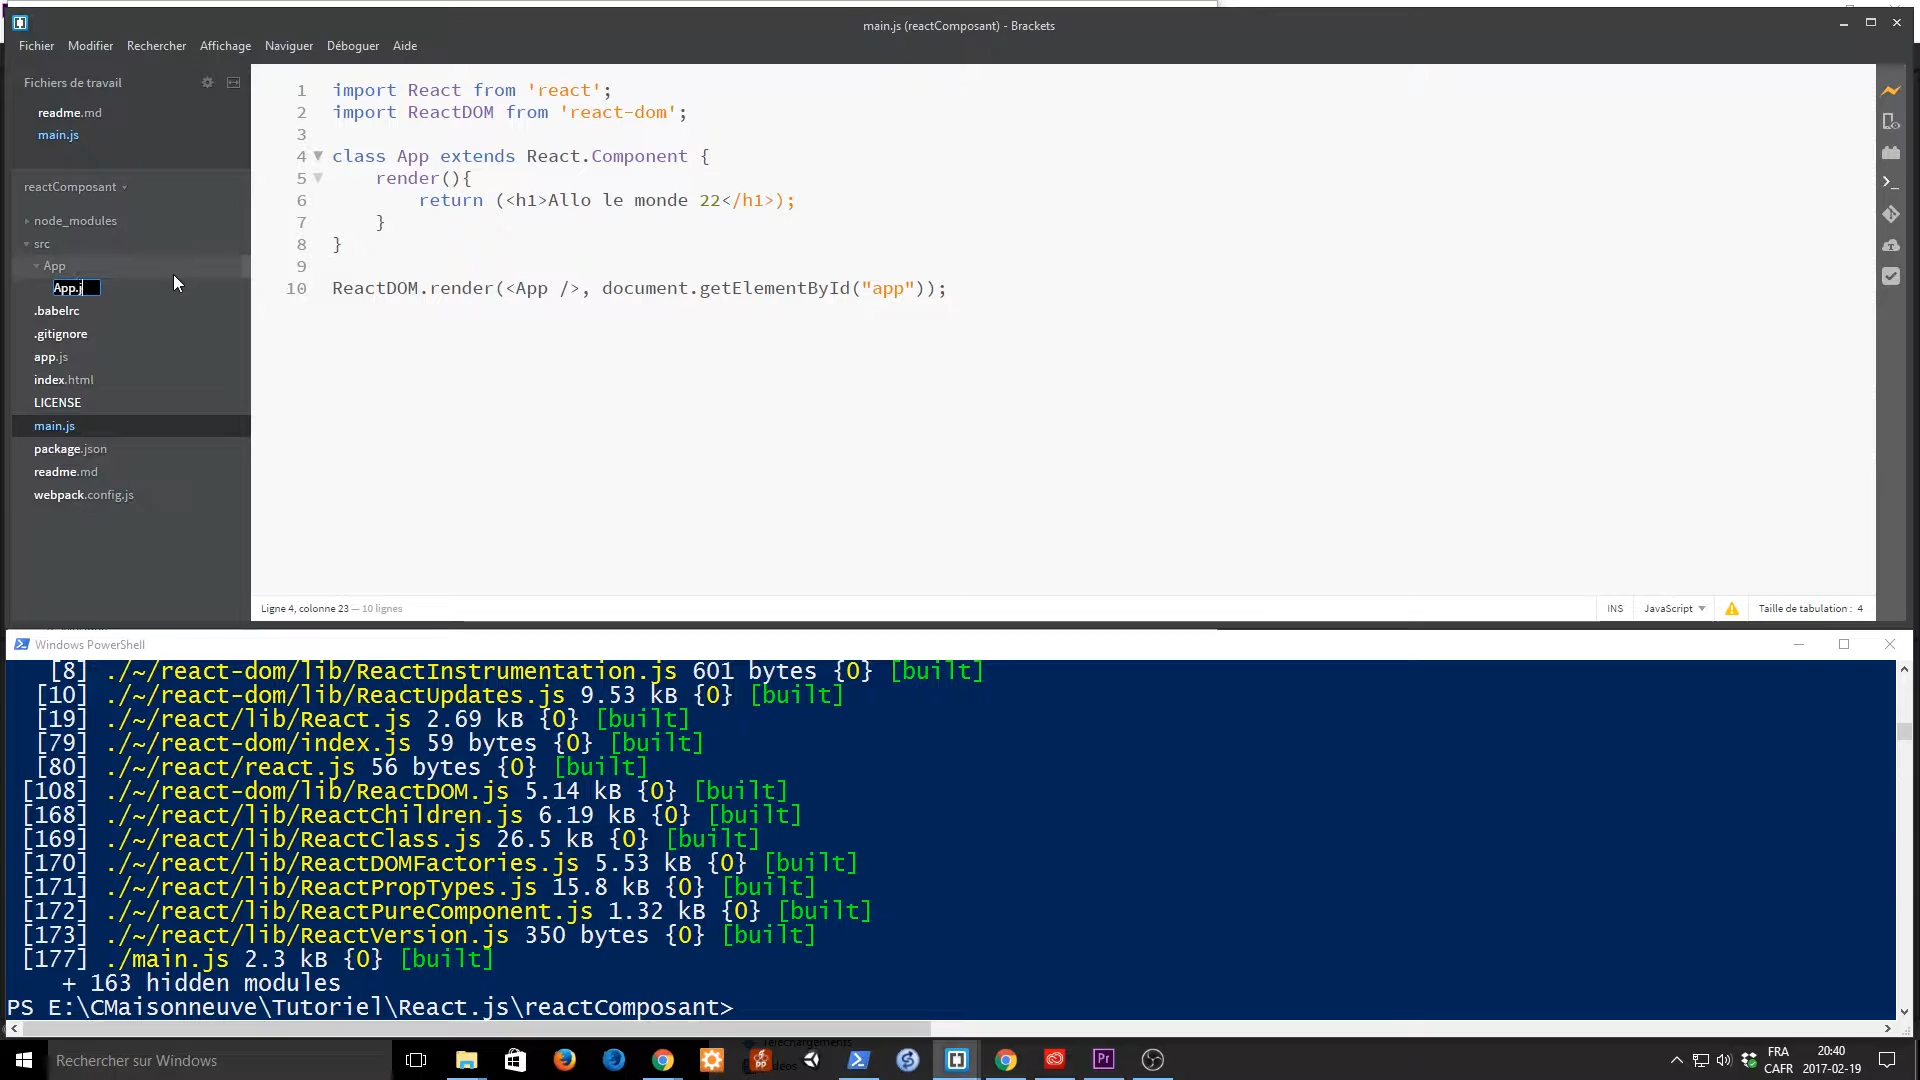 main.js (reactComposant) - Brackets
Fichier Modifier Rechercher Affichage Naviguer Déboguer Aide
Fichiers de travail
readme.md
main.js
reactComposant
node_modules
src
App
App.j
.babelrc
.gitignore
app.js
index.html
LICENSE
main.js
package.json
readme.md
webpack.config.js
1 import React from 'react';
2 import ReactDOM from 'react-dom';
3
4 class App extends React.Component {
5 render(){
6 return (<h1>Allo le monde 22</h1>);
7 }
8 }
9
10 ReactDOM.render(<App />, document.getElementById("app"));
Ligne 4, colonne 23 — 10 lignes
INS JavaScript Taille de tabulation : 4
Windows PowerShell
[8] ./~/react-dom/lib/ReactInstrumentation.js 601 bytes {0} [built]
[10] ./~/react-dom/lib/ReactUpdates.js 9.53 kB {0} [built]
[19] ./~/react/lib/React.js 2.69 kB {0} [built]
[79] ./~/react-dom/index.js 59 bytes {0} [built]
[80] ./~/react/react.js 56 bytes {0} [built]
[108] ./~/react-dom/lib/ReactDOM.js 5.14 kB {0} [built]
[168] ./~/react/lib/ReactChildren.js 6.19 kB {0} [built]
[169] ./~/react/lib/ReactClass.js 26.5 kB {0} [built]
[170] ./~/react/lib/ReactDOMFactories.js 5.53 kB {0} [built]
[171] ./~/react/lib/ReactPropTypes.js 15.8 kB {0} [built]
[172] ./~/react/lib/ReactPureComponent.js 1.32 kB {0} [built]
[173] ./~/react/lib/ReactVersion.js 350 bytes {0} [built]
[177] ./main.js 2.3 kB {0} [built]
+ 163 hidden modules
PS E:\CMaisonneuve\Tutoriel\React.js\reactComposant>
Téléchargements
Rechercher sur Windows
Pr
FRA
CAFR
20:40
2017-02-19